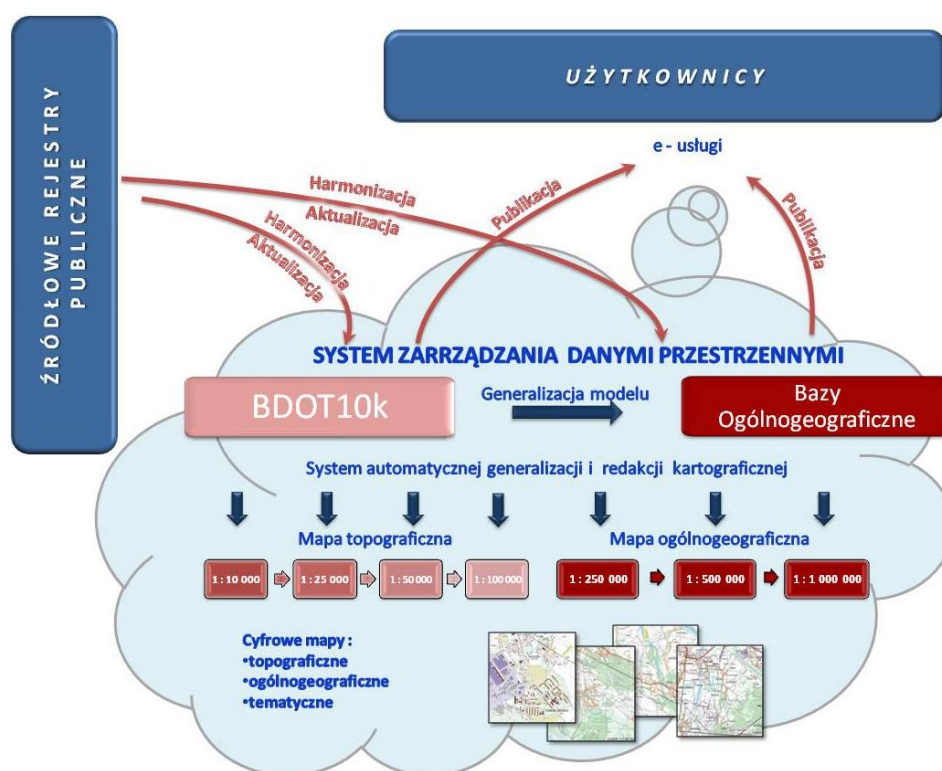 ŹRÓDŁOWE REJESTRY
PUBLICZNE
UŻYTKOWNICY
e - usługi
Harmonizacja
Aktualizacja
Harmonizacja
Aktualizacja
Publikacja
Publikacja
SYSTEM ZARRZĄDZANIA DANYMI PRZESTRZENNYMI
BDOT10k
Generalizacja modelu
Bazy
Ogólnogeograficzne
System automatycznej generalizacji i redakcji kartograficznej
Mapa topograficzna
Mapa ogólnogeograficzna
1 : 10 000
1 : 25 000
1 : 50 000
1 : 100 000
1 : 250 000
1 : 500 000
1 : 1 000 000
Cyfrowe mapy :
•topograficzne
•ogólnogeograficzne
•tematyczne